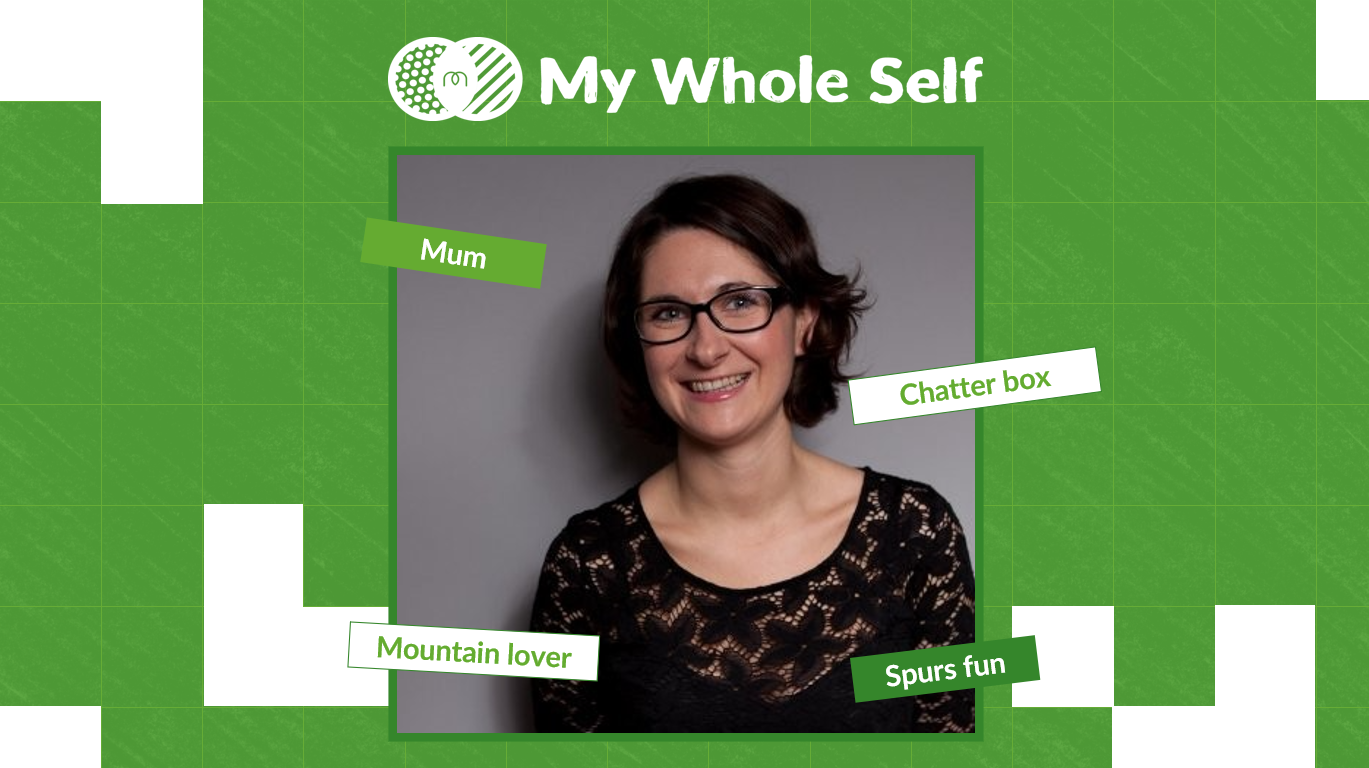 My Whole Self
Mum
Chatter box
Mountain lover
Spurs fun